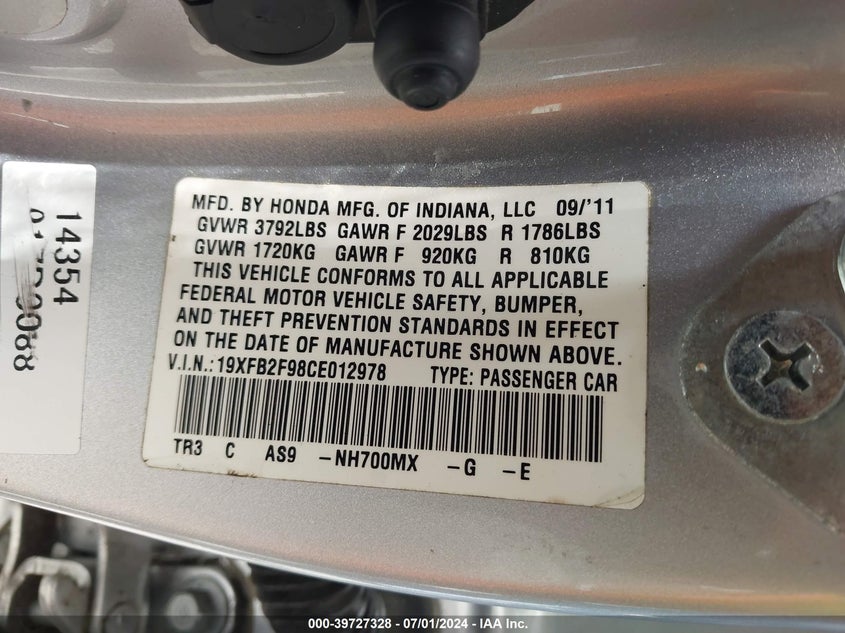 MFD. BY HONDA MFG. OF INDIANA, LLC 09/'11
GVWR 3792LBS GAWR F 2029LBS R 1786LBS
GVWR 1720KG GAWR F 920KG R 810KG
THIS VEHICLE CONFORMS TO ALL APPLICABLE
FEDERAL MOTOR VEHICLE SAFETY, BUMPER,
AND THEFT PREVENTION STANDARDS IN EFFECT
ON THE DATE OF MANUFACTURE SHOWN ABOVE.
V.I.N.: 19XFB2F98CE012978 TYPE: PASSENGER CAR
TR3 C AS9 -NH700MX -G -E
14354
000-39727328 - 07/01/2024 - IAA Inc.